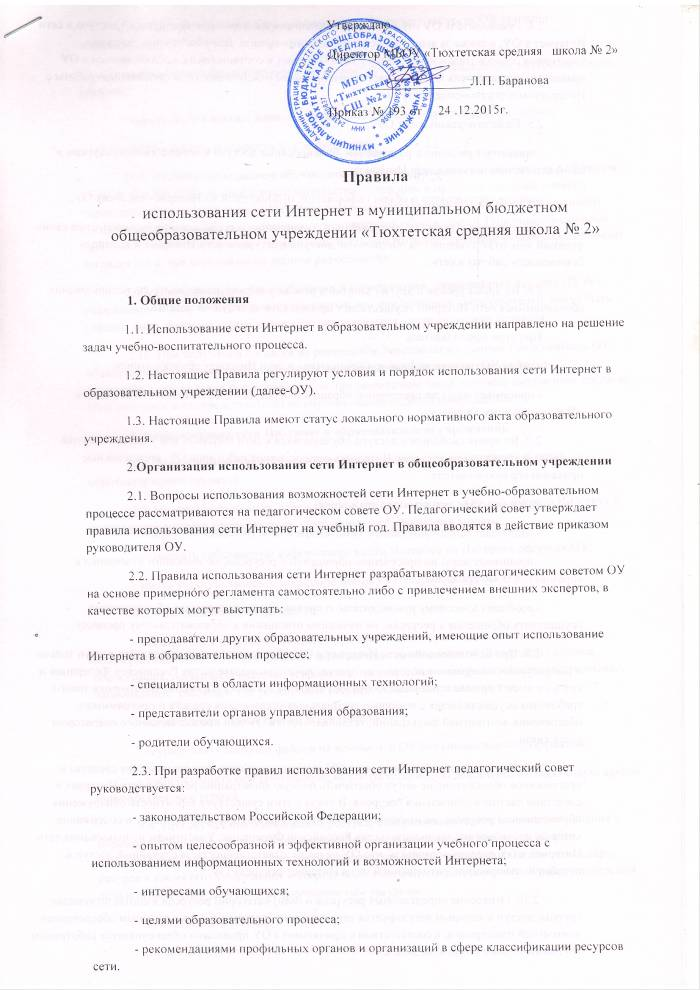 Утверждаю
Директор МБОУ «Тюхтетская средняя школа № 2»
Л.П. Баранова
Приказ № 193 от 24 .12.2015г.
МБОУ
«Тюхтетская
СШ №2»
Правила
использования сети Интернет в муниципальном бюджетном
общеобразовательном учреждении «Тюхтетская средняя школа № 2»
1. Общие положения
1.1. Использование сети Интернет в образовательном учреждении направлено на решение
задач учебно-воспитательного процесса.
1.2. Настоящие Правила регулируют условия и порядок использования сети Интернет в
образовательном учреждении (далее-ОУ).
1.3. Настоящие Правила имеют статус локального нормативного акта образовательного
учреждения.
2.Организация использования сети Интернет в общеобразовательном учреждении
2.1. Вопросы использования возможностей сети Интернет в учебно-образовательном
процессе рассматриваются на педагогическом совете ОУ. Педагогический совет утверждает
правила использования сети Интернет на учебный год. Правила вводятся в действие приказом
руководителя ОУ.
2.2. Правила использования сети Интернет разрабатываются педагогическим советом ОУ
на основе примерного регламента самостоятельно либо с привлечением внешних экспертов, в
качестве которых могут выступать:
- преподаватели других образовательных учреждений, имеющие опыт использование
Интернета в образовательном процессе;
- специалисты в области информационных технологий;
- представители органов управления образования;
- родители обучающихся.
2.3. При разработке правил использования сети Интернет педагогический совет
руководствуется:
- законодательством Российской Федерации;
- опытом целесообразной и эффективной организации учебного процесса с
использованием информационных технологий и возможностей Интернета;
- интересами обучающихся;
- целями образовательного процесса;
- рекомендациями профильных органов и организаций в сфере классификации ресурсов
сети.